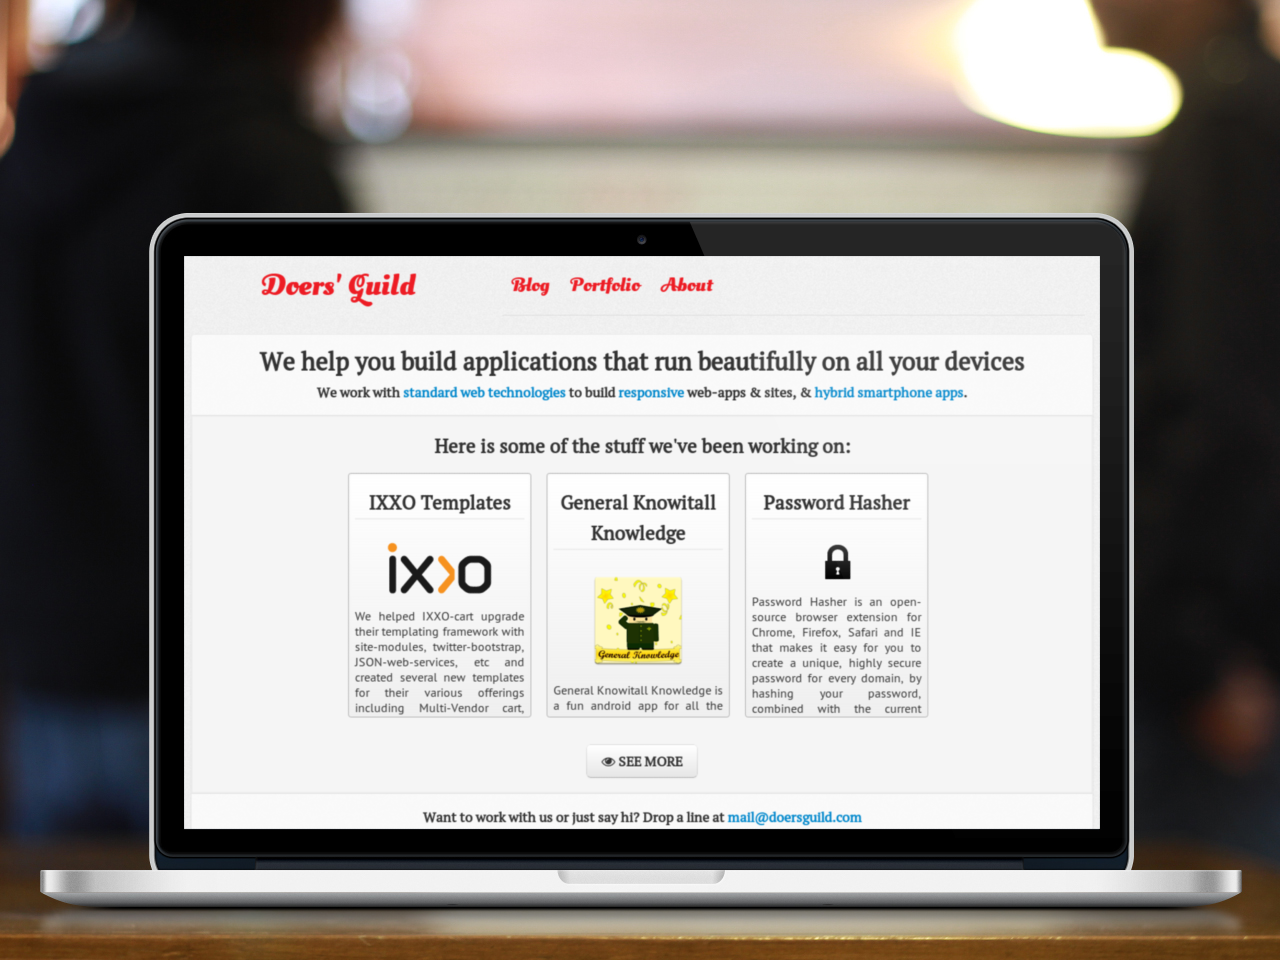 Doers' Guild
Blog Portfolio About
We help you build applications that run beautifully on all your devices
We work with standard web technologies to build responsive web-apps & sites, & hybrid smartphone apps.
Here is some of the stuff we've been working on:
IXXO Templates
ixxo
We helped IXXO-cart upgrade
their templating framework with
site-modules, twitter-bootstrap,
JSON-web-services, etc and
created several new templates
for their various offerings
including Multi-Vendor cart,
General Knowitall
Knowledge
General Knowledge
General Knowitall Knowledge is
a fun android app for all the
Password Hasher
Password Hasher is an open-
source browser extension for
Chrome, Firefox, Safari and IE
that makes it easy for you to
create a unique, highly secure
password for every domain, by
hashing your password,
combined with the current
SEE MORE
Want to work with us or just say hi? Drop a line at mail@doersguild.com